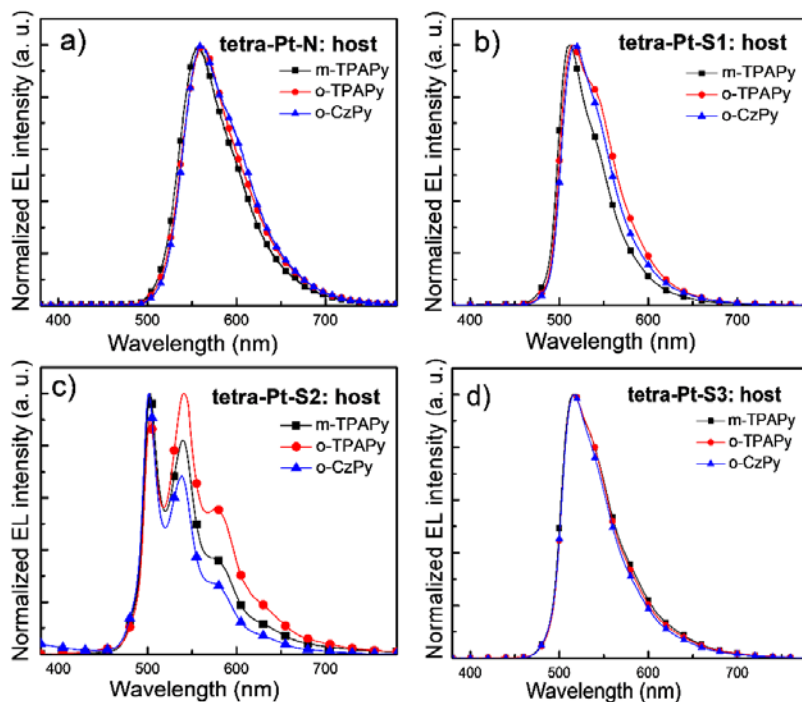 a)
tetra-Pt-N: host
m-TPAPy
o-TPAPy
o-CzPy
Normalized EL intensity (a. u.)
400 500 600 700
Wavelength (nm)
b)
tetra-Pt-S1: host
m-TPAPy
o-TPAPy
o-CzPy
Normalized EL intensity (a. u.)
400 500 600 700
Wavelength (nm)
c)
tetra-Pt-S2: host
m-TPAPy
o-TPAPy
o-CzPy
Normalized EL intensity (a. u.)
400 500 600 700
Wavelength (nm)
d)
tetra-Pt-S3: host
m-TPAPy
o-TPAPy
o-CzPy
Normalized EL intensity (a. u.)
400 500 600 700
Wavelength (nm)